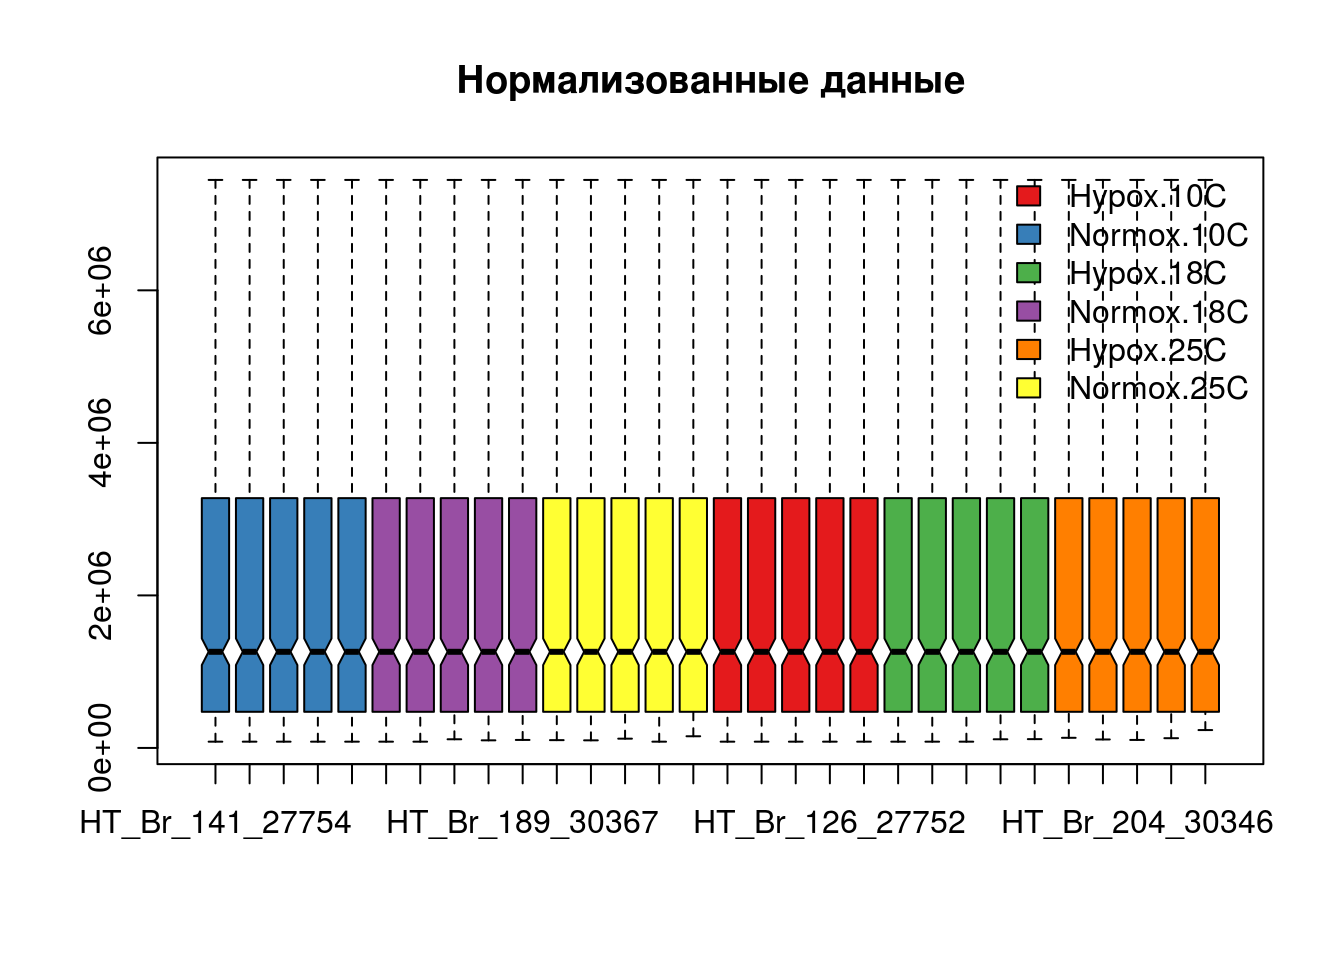 Нормализованные данные
Hypox.10C
Normox.10C
Hypox.18C
Normox.18C
Hypox.25C
Normox.25C
6e+06
4e+06
2e+06
0e+00
HT_Br_141_27754 HT_Br_189_30367 HT_Br_126_27752 HT_Br_204_30346